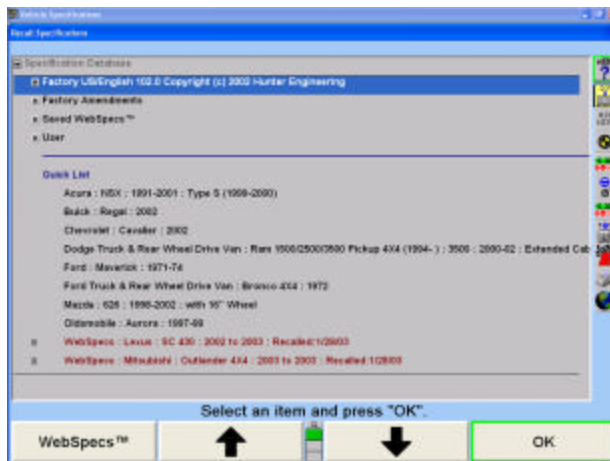 Vehicle Specifications
Recall Specifications
Specification Database
Factory US/English 102.0 Copyright (c) 2002 Hunter Engineering
Factory Amendments
Saved WebSpecs™
User
Quick List
Acura : NSX : 1991-2001 : Type S (1998-2000)
Buick : Regal : 2002
Chevrolet : Cavalier : 2002
Dodge Truck & Rear Wheel Drive Van : Ram 1500/2500/3500 Pickup 4X4 (1994- ) : 3500 : 2000-02 : Extended Cab
Ford : Maverick : 1971-74
Ford Truck & Rear Wheel Drive Van : Bronco 4X4 : 1972
Mazda : 626 : 1998-2002 : with 16" Wheel
Oldsmobile : Aurora : 1997-99
WebSpecs : Lexus : SC 430 : 2002 to 2003 : Recalled:1/28/03
WebSpecs : Mitsubishi : Outlander 4X4 : 2003 to 2003 : Recalled:1/28/03
Select an item and press "OK".
WebSpecs™
OK